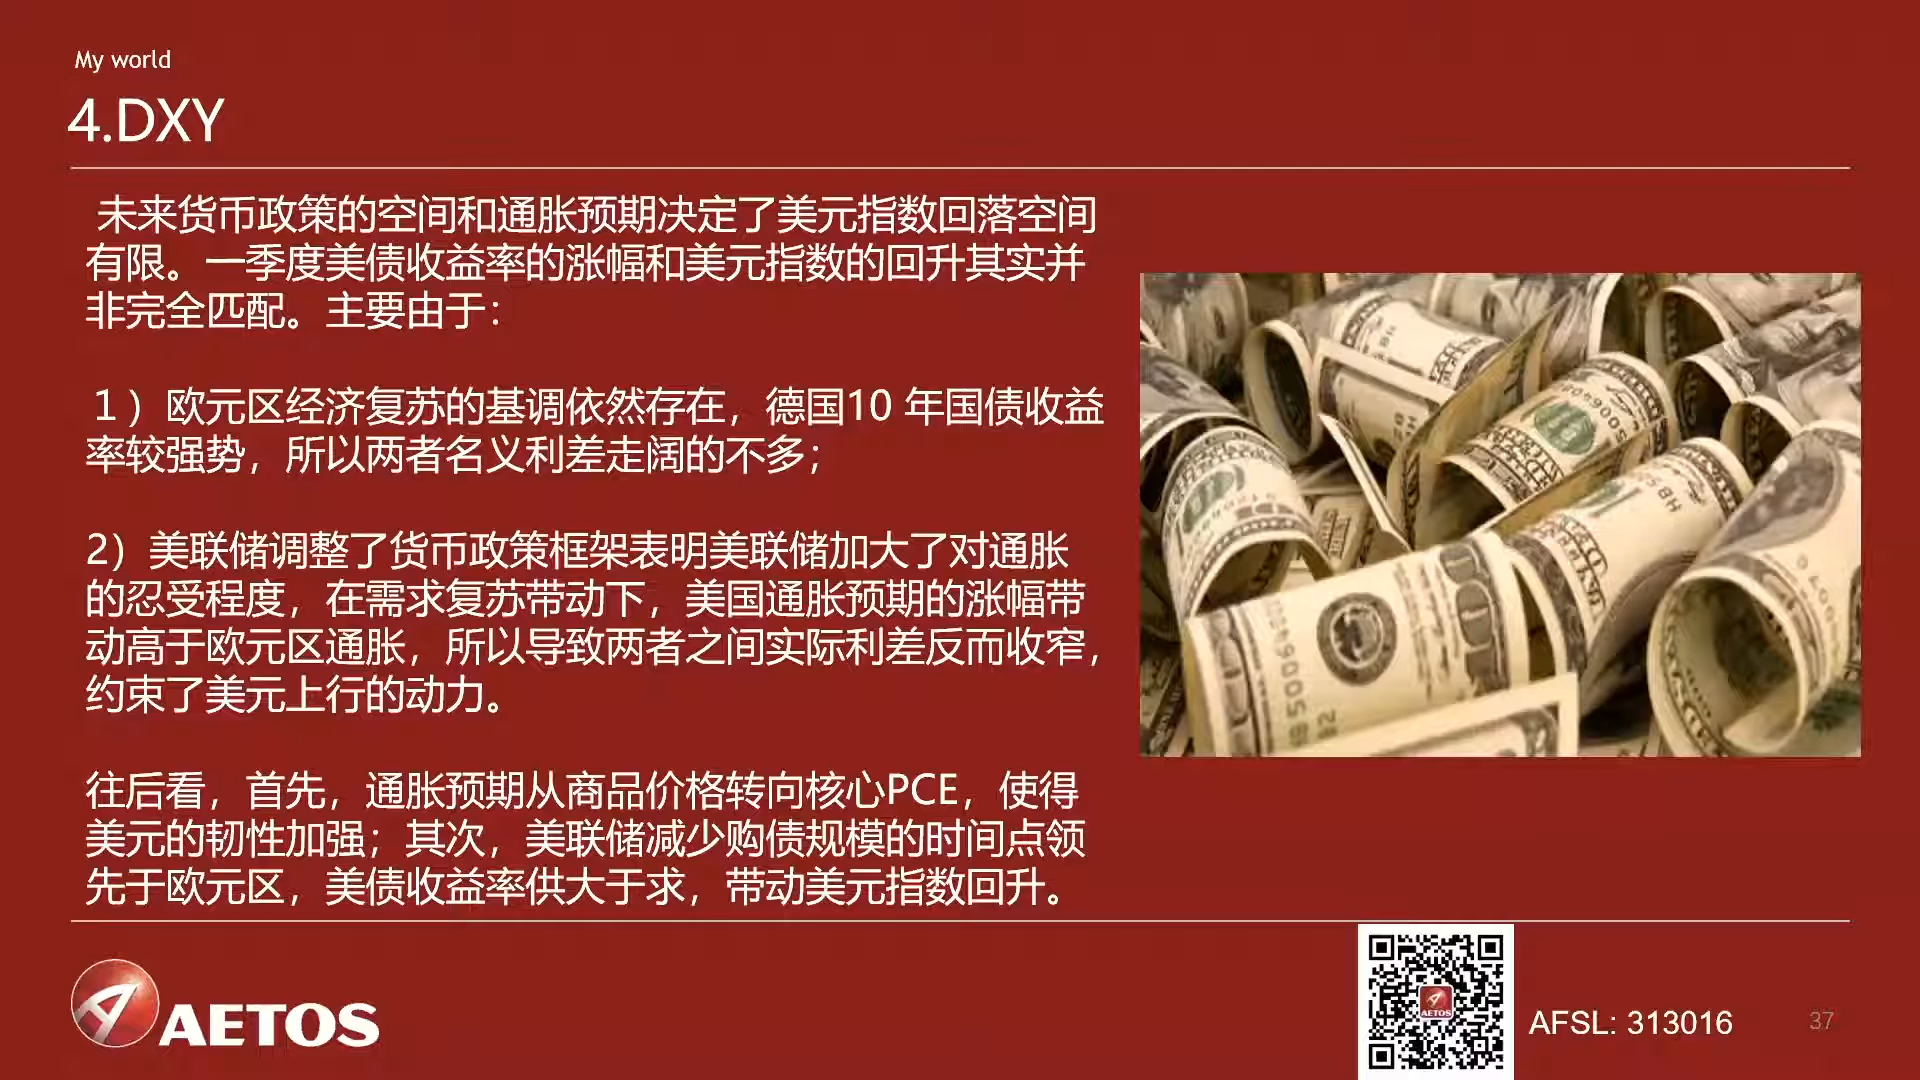 My world
4.DXY
未来货币政策的空间和通胀预期决定了美元指数回落空间
有限。一季度美债收益率的涨幅和美元指数的回升其实并
非完全匹配。主要由于：
1）欧元区经济复苏的基调依然存在，德国10 年国债收益
率较强势，所以两者名义利差走阔的不多；
2）美联储调整了货币政策框架表明美联储加大了对通胀
的忍受程度，在需求复苏带动下，美国通胀预期的涨幅带
动高于欧元区通胀，所以导致两者之间实际利差反而收窄，
约束了美元上行的动力。
往后看，首先，通胀预期从商品价格转向核心PCE，使得
美元的韧性加强；其次，美联储减少购债规模的时间点领
先于欧元区，美债收益率供大于求，带动美元指数回升。
AETOS
AETOS
AFSL: 313016
37